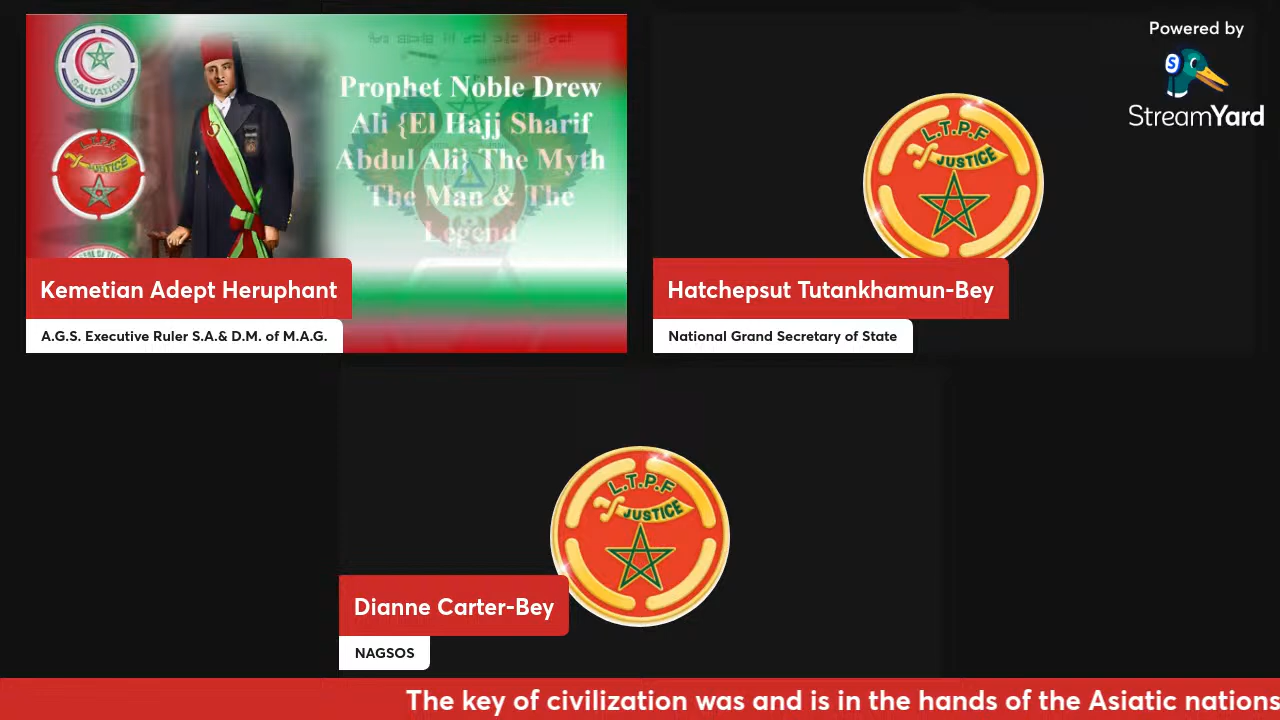 Powered by
StreamYard
SALVATION
L.T.P.F
JUSTICE
Prophet Noble Drew
Ali {El Hajj Sharif
Abdul Ali} The Myth
The Man & The
Legend
Kemetian Adept Heruphant
A.G.S. Executive Ruler S.A.& D.M. of M.A.G.
L.T.P.F
JUSTICE
Hatchepsut Tutankhamun-Bey
National Grand Secretary of State
L.T.P.F
JUSTICE
Dianne Carter-Bey
NAGSOS
The key of civilization was and is in the hands of the Asiatic nations